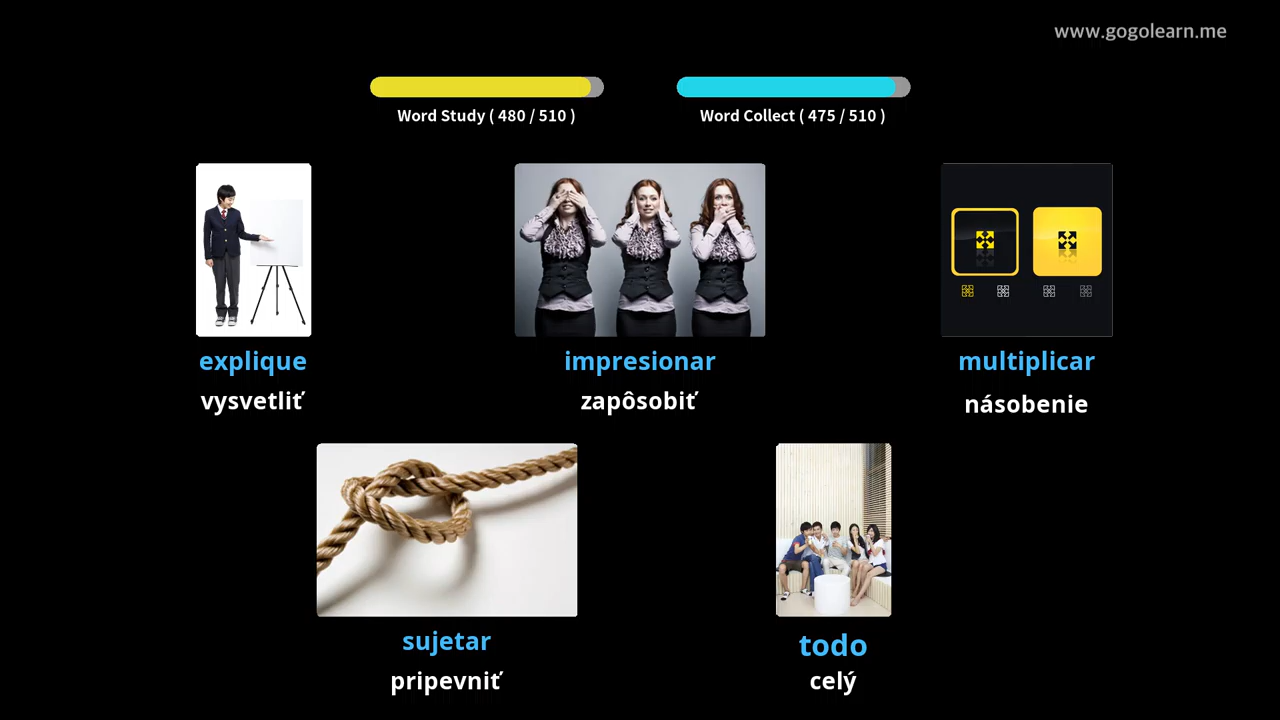 www.gogolearn.me
Word Study ( 480 / 510 )
Word Collect ( 475 / 510 )
explique
impresionar
multiplicar
vysvetliť
zapôsobiť
násobenie
sujetar
todo
pripevniť
celý